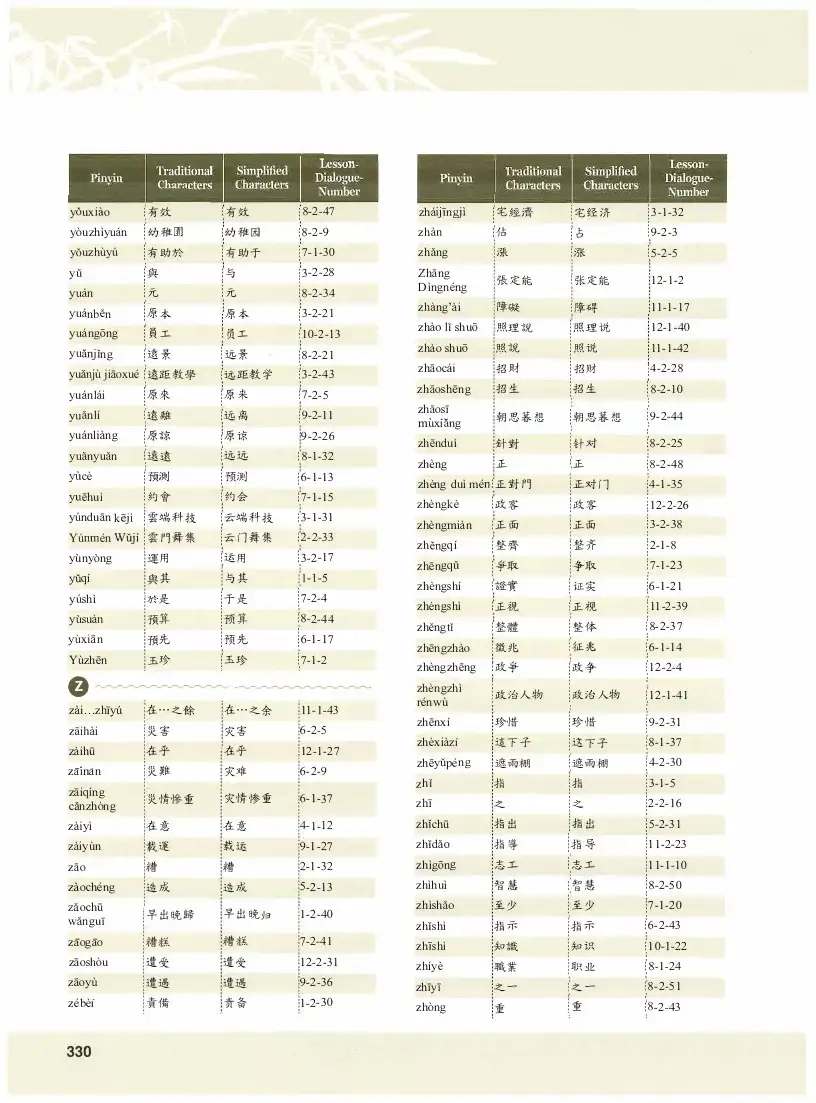 Pinyin Traditional Characters Simplified Characters Lesson-Dialogue-Number
yǒuxiào 有效 有效 8-2-47
yòuzhìyuán 幼稚園 幼稚园 8-2-9
yǒuzhùyú 有助於 有助于 7-1-30
yǔ 與 与 3-2-28
yuán 元 元 8-2-34
yuánběn 原本 原本 3-2-21
yuángōng 員工 员工 10-2-13
yuǎnjǐng 遠景 远景 8-2-21
yuǎnjù jiāoxué 遠距教學 远距教学 3-2-43
yuánlái 原來 原来 7-2-5
yuǎnlí 遠離 远离 9-2-11
yuánliàng 原諒 原谅 9-2-26
yuǎnyuǎn 遠遠 远远 8-1-32
yùcè 預測 预测 6-1-13
yuēhuì 約會 约会 7-1-15
yúnduān kējì 雲端科技 云端科技 3-1-31
Yúnmén Wǔjí 雲門舞集 云门舞集 2-2-33
yùnyòng 運用 运用 3-2-17
yǔqí 與其 与其 1-1-5
yúshì 於是 于是 7-2-4
yùsuàn 預算 预算 8-2-44
yùxiān 預先 预先 6-1-17
Yùzhēn 玉珍 玉珍 7-1-2
Z
zài...zhīyú 在…之餘 在…之余 11-1-43
zāihài 災害 灾害 6-2-5
zàihū 在乎 在乎 12-1-27
zāinàn 災難 灾难 6-2-9
zāiqíng cǎnzhòng 災情慘重 灾情惨重 6-1-37
zàiyì 在意 在意 4-1-12
zàiyùn 載運 载运 9-1-27
zāo 糟 糟 2-1-32
zàochéng 造成 造成 5-2-13
zǎochū wǎnguī 早出晚歸 早出晚归 1-2-40
zāogāo 糟糕 糟糕 7-2-41
zāoshòu 遭受 遭受 12-2-31
zāoyù 遭遇 遭遇 9-2-36
zébèi 責備 责备 1-2-30
Pinyin Traditional Characters Simplified Characters Lesson-Dialogue-Number
zháijīngjì 宅經濟 宅经济 3-1-32
zhàn 佔 占 9-2-3
zhǎng 漲 涨 5-2-5
Zhāng Dìngnéng 張定能 张定能 12-1-2
zhàng'ài 障礙 障碍 11-1-17
zhào lǐ shuō 照理說 照理说 12-1-40
zhào shuō 照說 照说 11-1-42
zhāocái 招財 招财 4-2-28
zhāoshēng 招生 招生 8-2-10
zhāosī mùxiǎng 朝思暮想 朝思暮想 9-2-44
zhēnduì 針對 针对 8-2-25
zhèng 正 正 8-2-48
zhèng duì mén 正對門 正对门 4-1-35
zhèngkè 政客 政客 12-2-26
zhèngmiàn 正面 正面 3-2-38
zhěngqí 整齊 整齐 2-1-8
zhēngqǔ 爭取 争取 7-1-23
zhèngshí 證實 证实 6-1-21
zhèngshì 正視 正视 11-2-39
zhěngtǐ 整體 整体 8-2-37
zhēngzhào 徵兆 征兆 6-1-14
zhèngzhēng 政爭 政争 12-2-4
zhèngzhì rénwù 政治人物 政治人物 12-1-41
zhēnxí 珍惜 珍惜 9-2-31
zhèxiàzi 這下子 这下子 8-1-37
zhēyǔpéng 遮雨棚 遮雨棚 4-2-30
zhǐ 指 指 3-1-5
zhī 之 之 2-2-16
zhǐchū 指出 指出 5-2-31
zhǐdǎo 指導 指导 11-2-23
zhìgōng 志工 志工 11-1-10
zhìhuì 智慧 智慧 8-2-50
zhìshǎo 至少 至少 7-1-20
zhǐshì 指示 指示 6-2-43
zhīshì 知識 知识 10-1-22
zhíyè 職業 职业 8-1-24
zhīyī 之一 之一 8-2-51
zhòng 重 重 8-2-43
330